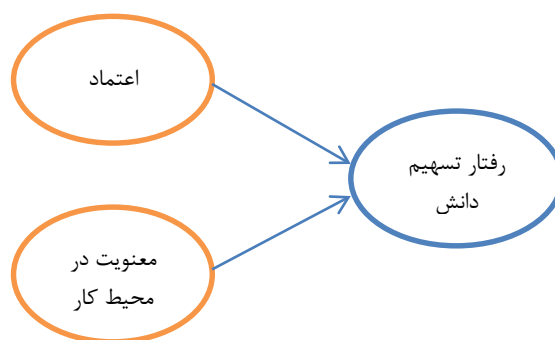 اعتماد
رفتار تسهیم
دانش
معنویت در
محیط کار